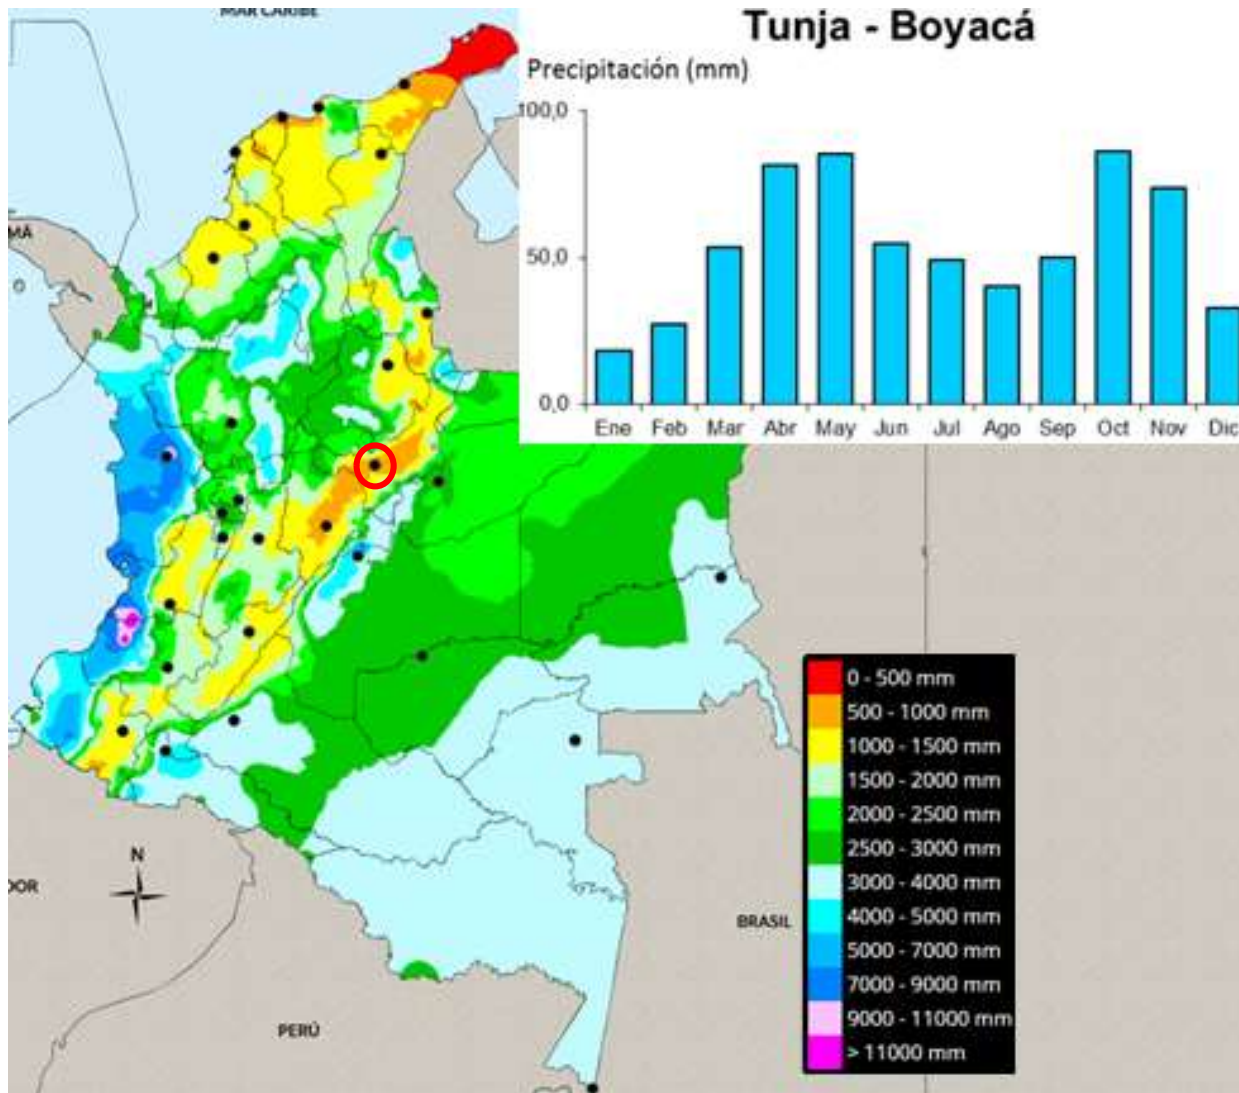 MAR CARIBE
Tunja - Boyacá
Precipitación (mm)
100,0
50,0
0,0
Ene Feb Mar Abr May Jun Jul Ago Sep Oct Nov Dic
MÁ
N
DOR
BRASIL
PERÚ
0 - 500 mm
500 - 1000 mm
1000 - 1500 mm
1500 - 2000 mm
2000 - 2500 mm
2500 - 3000 mm
3000 - 4000 mm
4000 - 5000 mm
5000 - 7000 mm
7000 - 9000 mm
9000 - 11000 mm
> 11000 mm